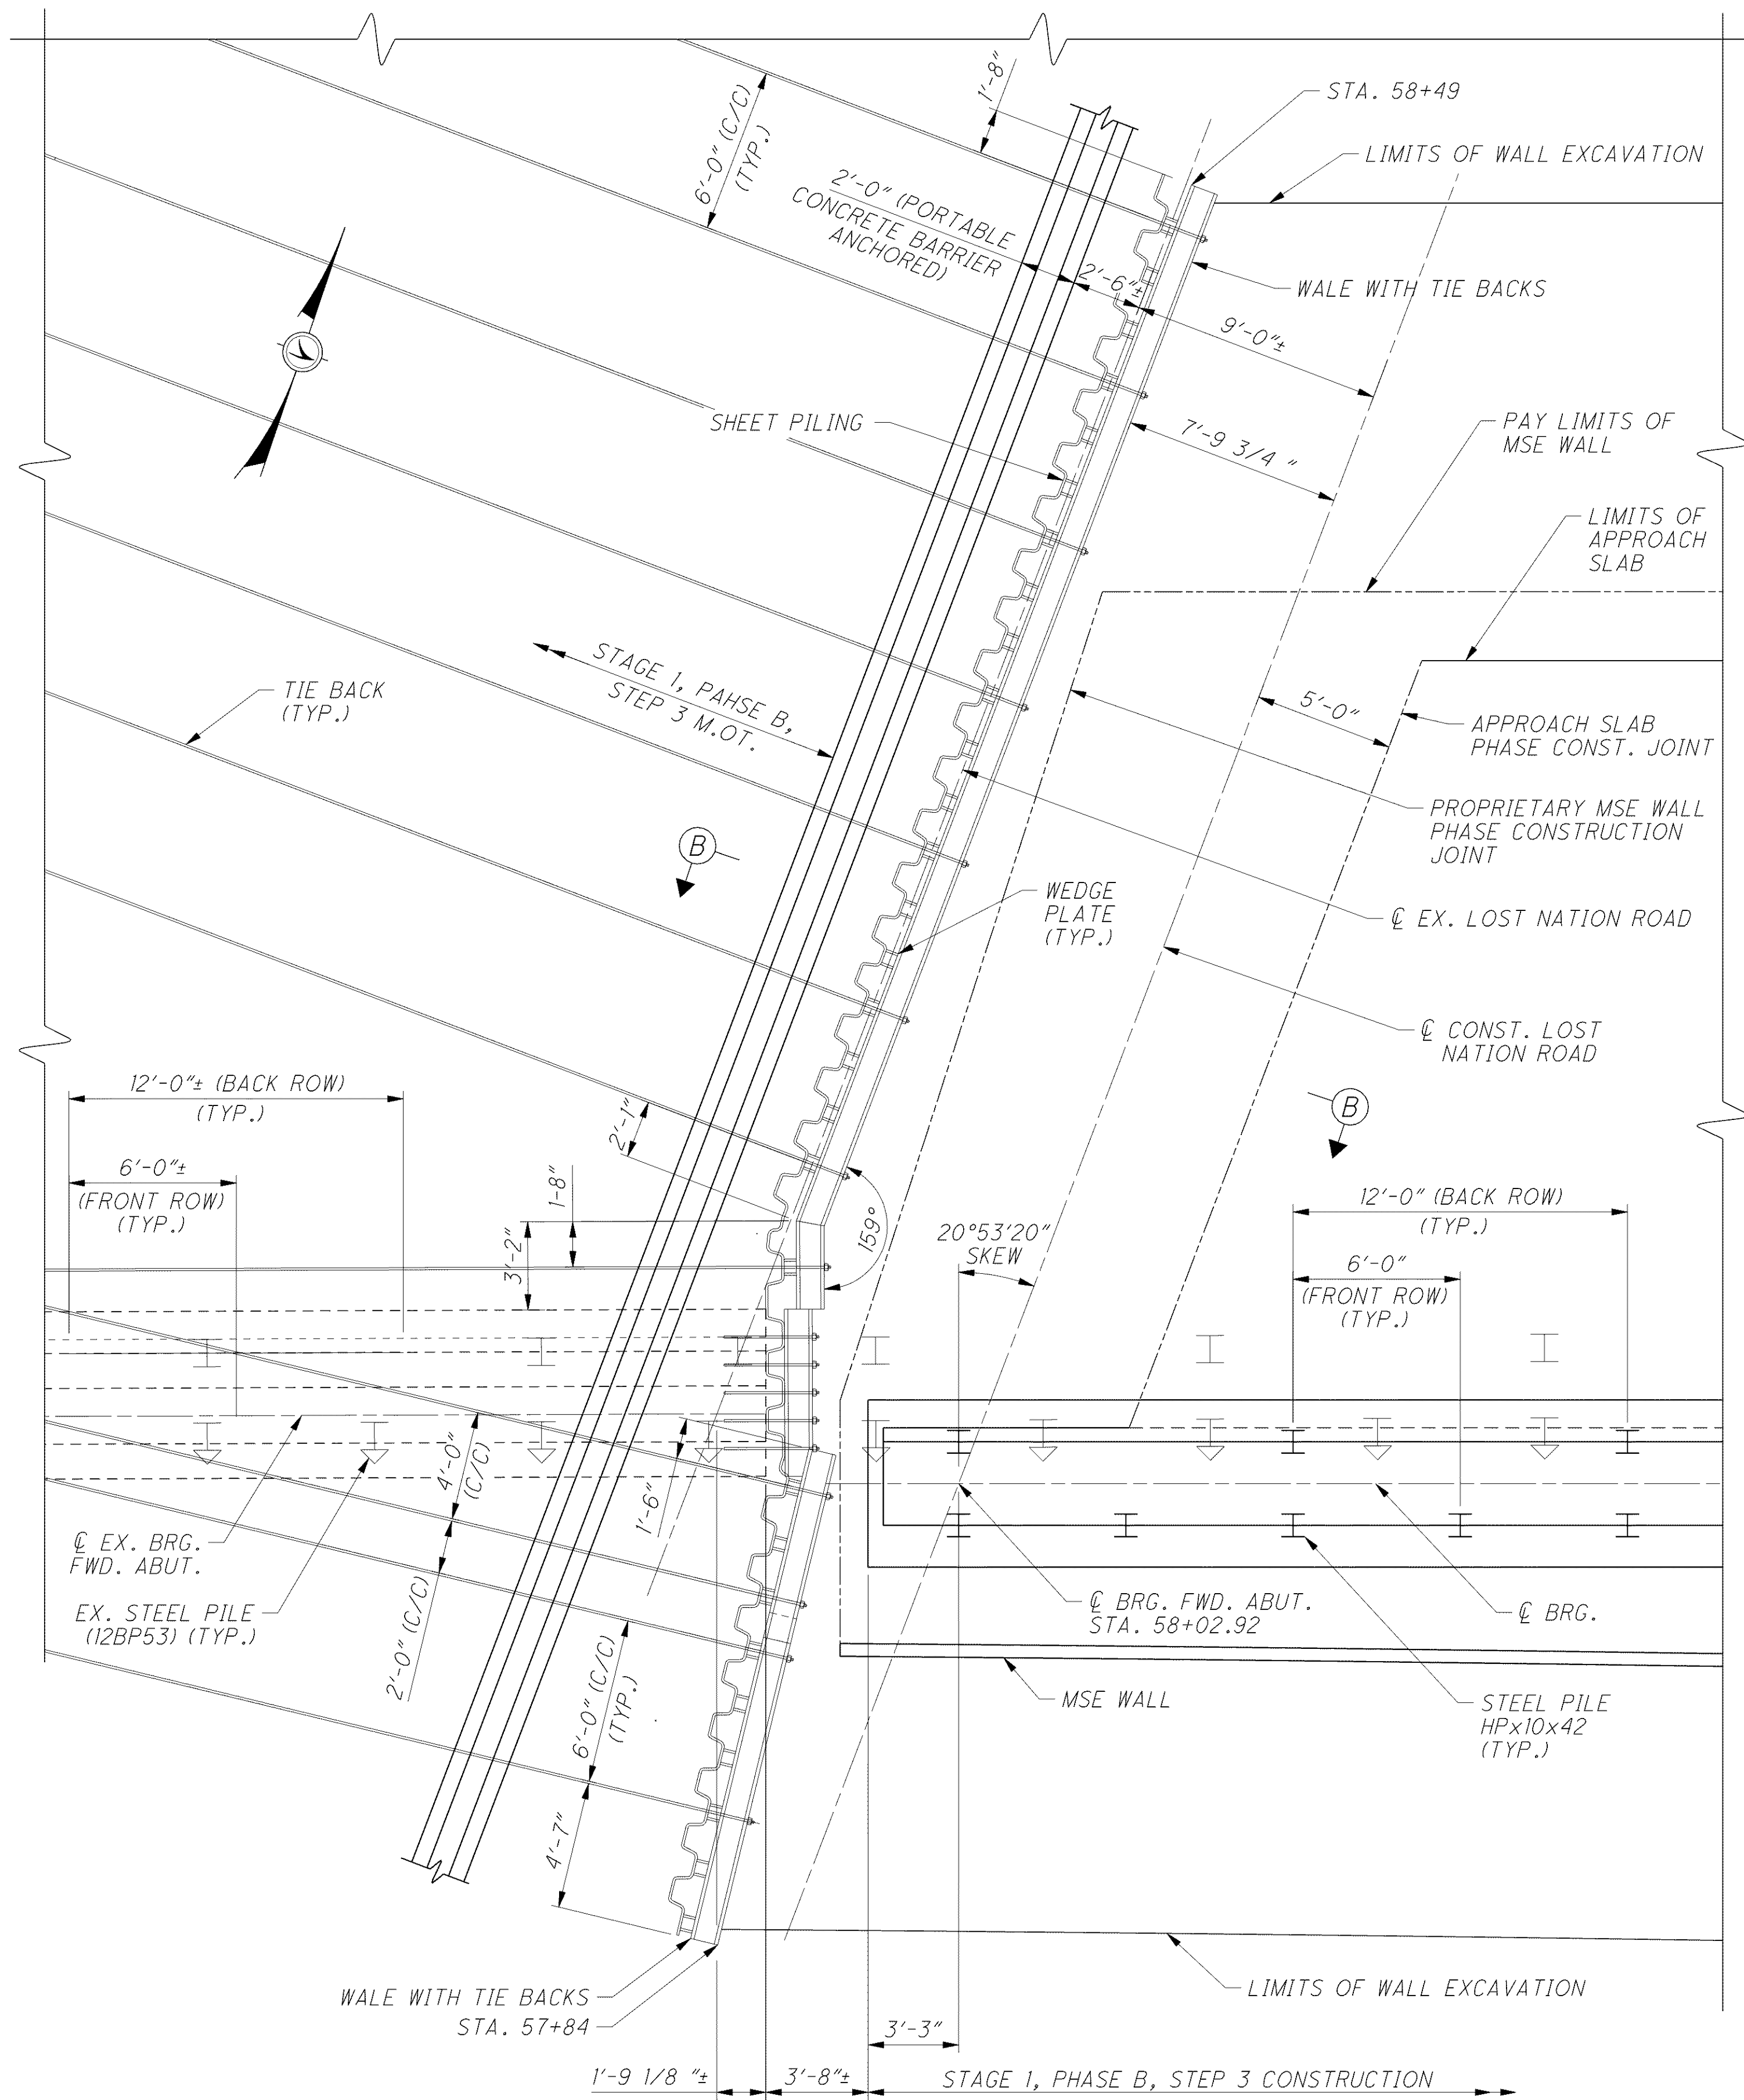 1'-8"
STA. 58+49
6'-0" (C/C)
(TYP.)
LIMITS OF WALL EXCAVATION
2'-0" (PORTABLE
CONCRETE BARRIER
ANCHORED)
2'-6"±
WALE WITH TIE BACKS
9'-0"±
SHEET PILING
7'-9 3/4 "
PAY LIMITS OF
MSE WALL
LIMITS OF
APPROACH
SLAB
STAGE 1, PAHSE B,
STEP 3 M.OT.
TIE BACK
(TYP.)
5'-0"
APPROACH SLAB
PHASE CONST. JOINT
PROPRIETARY MSE WALL
PHASE CONSTRUCTION
JOINT
B
WEDGE
PLATE
(TYP.)
℄ EX. LOST NATION ROAD
℄ CONST. LOST
NATION ROAD
12'-0"± (BACK ROW)
(TYP.)
2'-1"
B
6'-0"±
(FRONT ROW)
(TYP.)
1-8"
3'-2"
159°
20°53'20"
SKEW
12'-0" (BACK ROW)
(TYP.)
6'-0"
(FRONT ROW)
(TYP.)
4'-0"
(C/C)
1'-6"
℄ EX. BRG.
FWD. ABUT.
EX. STEEL PILE
(12BP53) (TYP.)
2'-0" (C/C)
℄ BRG. FWD. ABUT.
STA. 58+02.92
℄ BRG.
6'-0" (C/C)
(TYP.)
MSE WALL
STEEL PILE
HPx10x42
(TYP.)
4'-7"
WALE WITH TIE BACKS
STA. 57+84
LIMITS OF WALL EXCAVATION
3'-3"
1'-9 1/8 "±
3'-8"±
STAGE 1, PHASE B, STEP 3 CONSTRUCTION